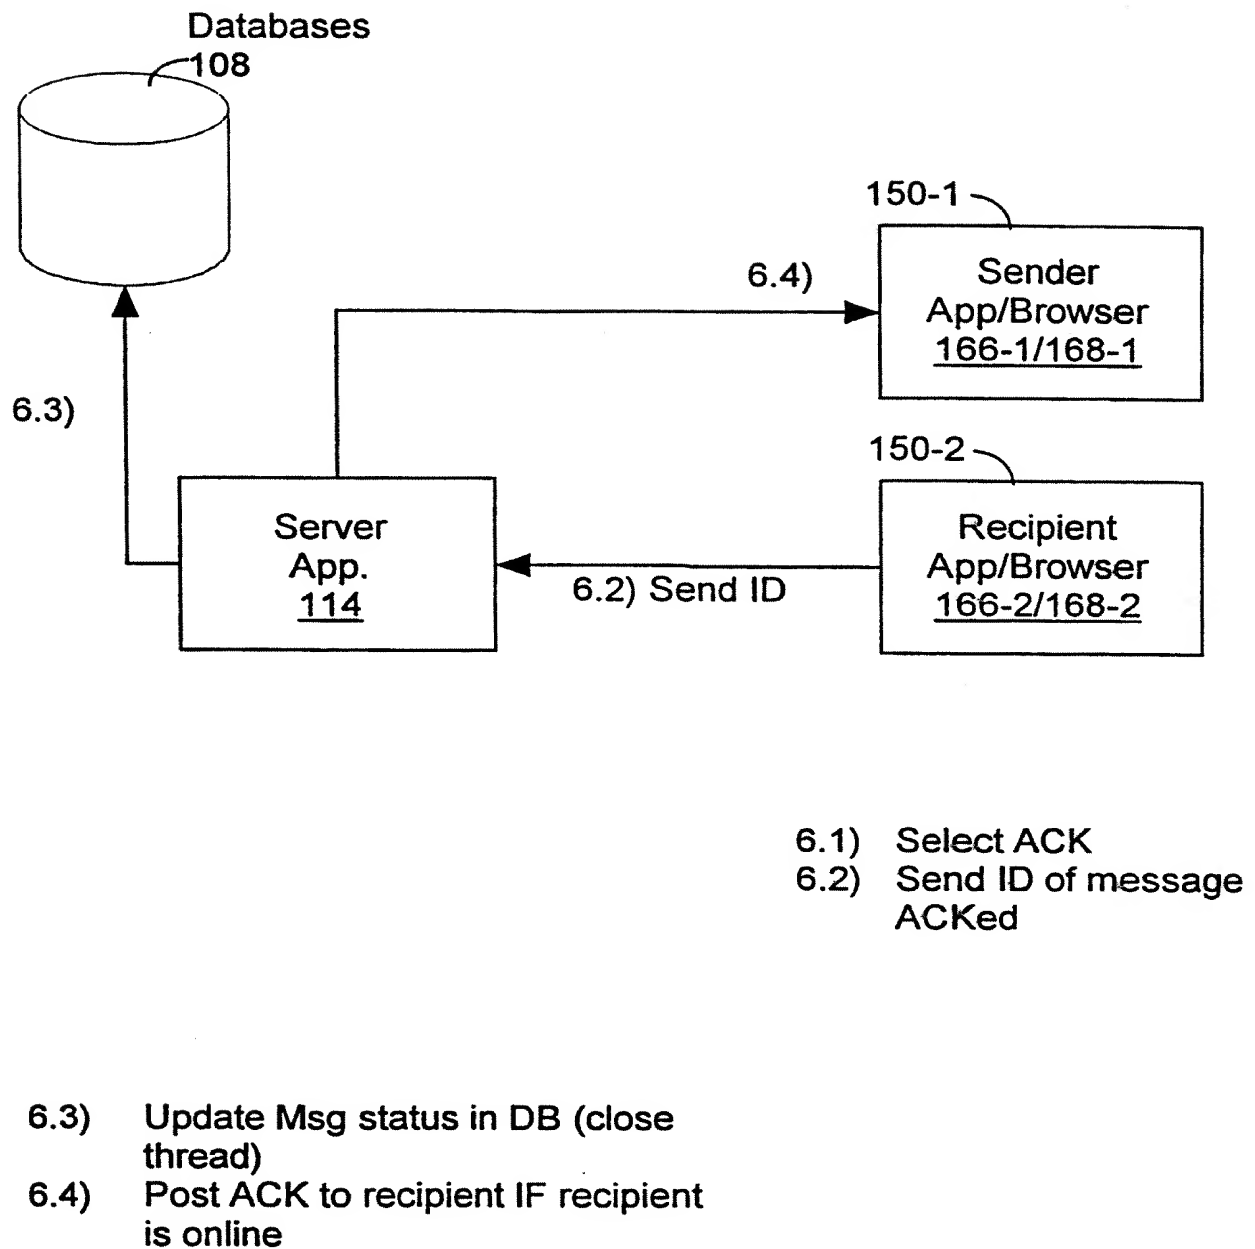 Databases
108
150-1
Sender
App/Browser
166-1/168-1
6.4)
6.3)
150-2
Recipient
App/Browser
166-2/168-2
Server
App.
114
6.2) Send ID
6.1) Select ACK
6.2) Send ID of message
ACKed
6.3) Update Msg status in DB (close
thread)
6.4) Post ACK to recipient IF recipient
is online